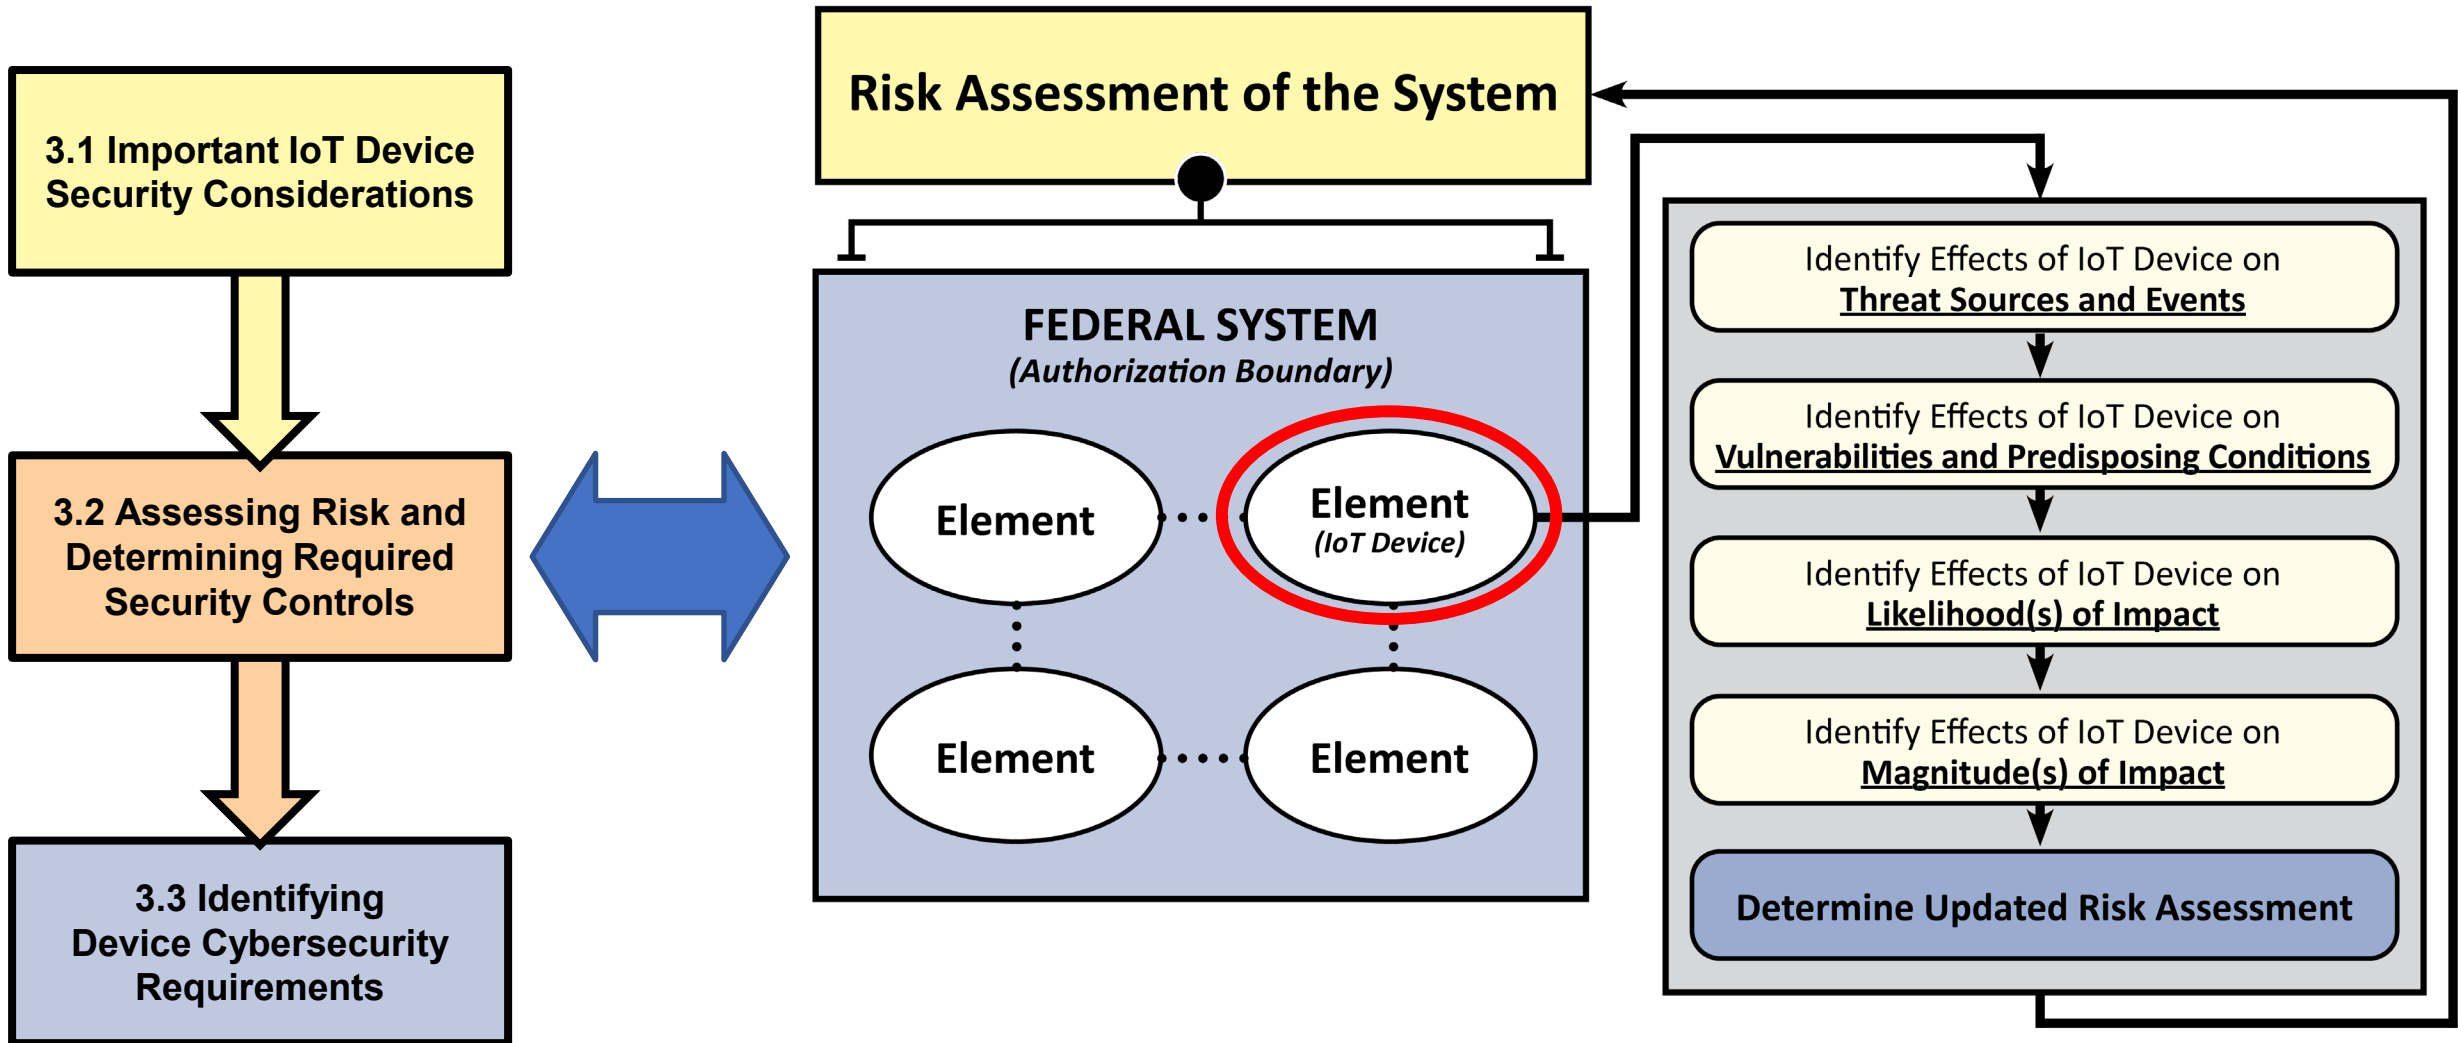 3.1 Important IoT Device
Security Considerations
3.2 Assessing Risk and
Determining Required
Security Controls
3.3 Identifying
Device Cybersecurity
Requirements
Risk Assessment of the System
FEDERAL SYSTEM
(Authorization Boundary)
Element
Element
(IoT Device)
Element
Element
Identify Effects of IoT Device on
Threat Sources and Events
Identify Effects of IoT Device on
Vulnerabilities and Predisposing Conditions
Identify Effects of IoT Device on
Likelihood(s) of Impact
Identify Effects of IoT Device on
Magnitude(s) of Impact
Determine Updated Risk Assessment